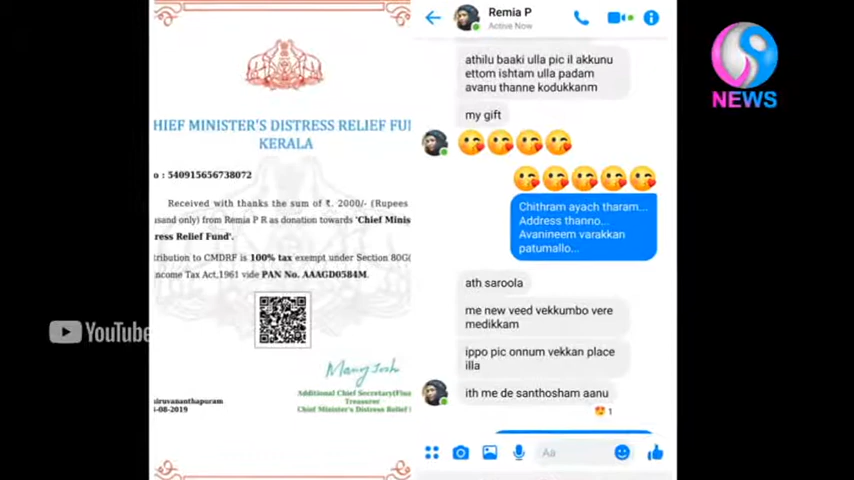 HIEF MINISTER'S DISTRESS RELIEF FUI
KERALA
o : 540915656738072
Received with thanks the sum of ₹. 2000/- (Rupees
usand only) from Remia P R as donation towards 'Chief Minis
ress Relief Fund'.
tribution to CMDRF is 100% tax exempt under Section 80G(
ncome Tax Act,1961 vide PAN No. AAAGD0584M.
Additional Chief Secretary(Fina
Treasurer
Chief Minister's Distress Relief
iruvananthapuram
-08-2019
YouTube
Remia P
Active Now
athilu baaki ulla pic il akkunu
ettom ishtam ulla padam
avanu thanne kodukkanm
my gift
😘😘😘😘
😘😘😘😘😘
Chithram ayach tharam...
Address thanno...
Avanineem varakkan
patumallo...
ath saroola
me new veed vekkumbo vere
medikkam
ippo pic onnum vekkan place
illa
ith me de santhosham aanu
😍 1
Aa
NEWS